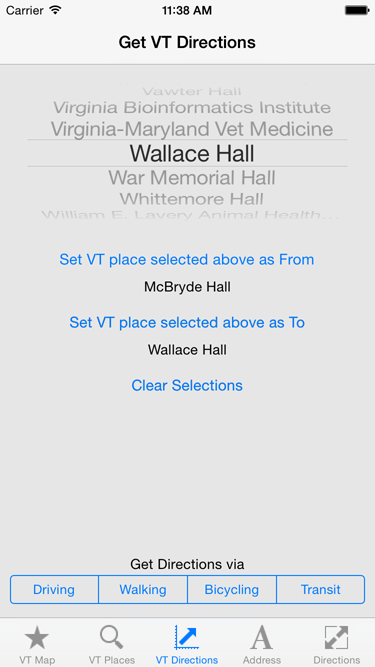 Carrier 11:38 AM
Get VT Directions
Vawter Hall
Virginia Bioinformatics Institute
Virginia-Maryland Vet Medicine
Wallace Hall
War Memorial Hall
Whittemore Hall
William E. Lavery Animal Health...
Set VT place selected above as From
McBryde Hall
Set VT place selected above as To
Wallace Hall
Clear Selections
Get Directions via
Driving Walking Bicycling Transit
VT Map VT Places VT Directions Address Directions